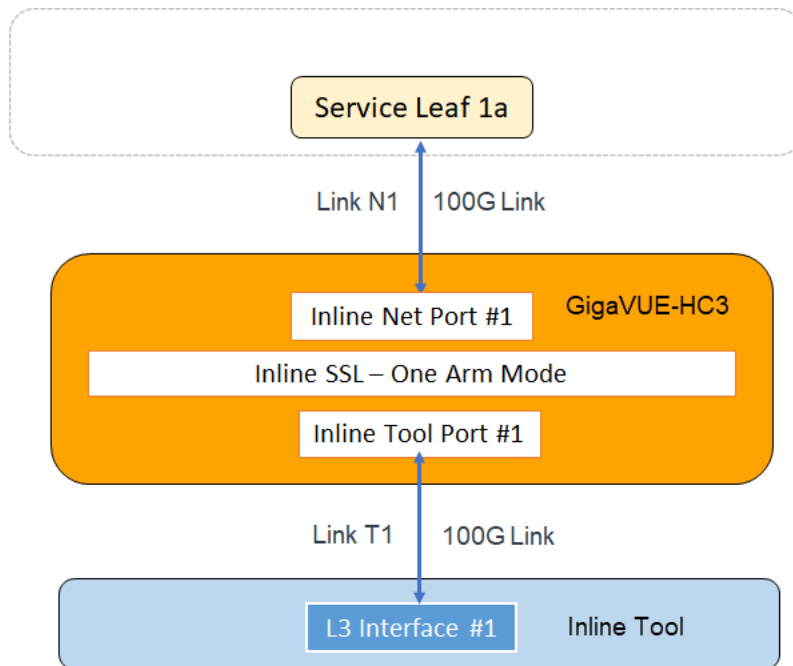 Service Leaf 1a
Link N1 100G Link
Inline Net Port #1
GigaVUE-HC3
Inline SSL – One Arm Mode
Inline Tool Port #1
Link T1 100G Link
L3 Interface #1
Inline Tool